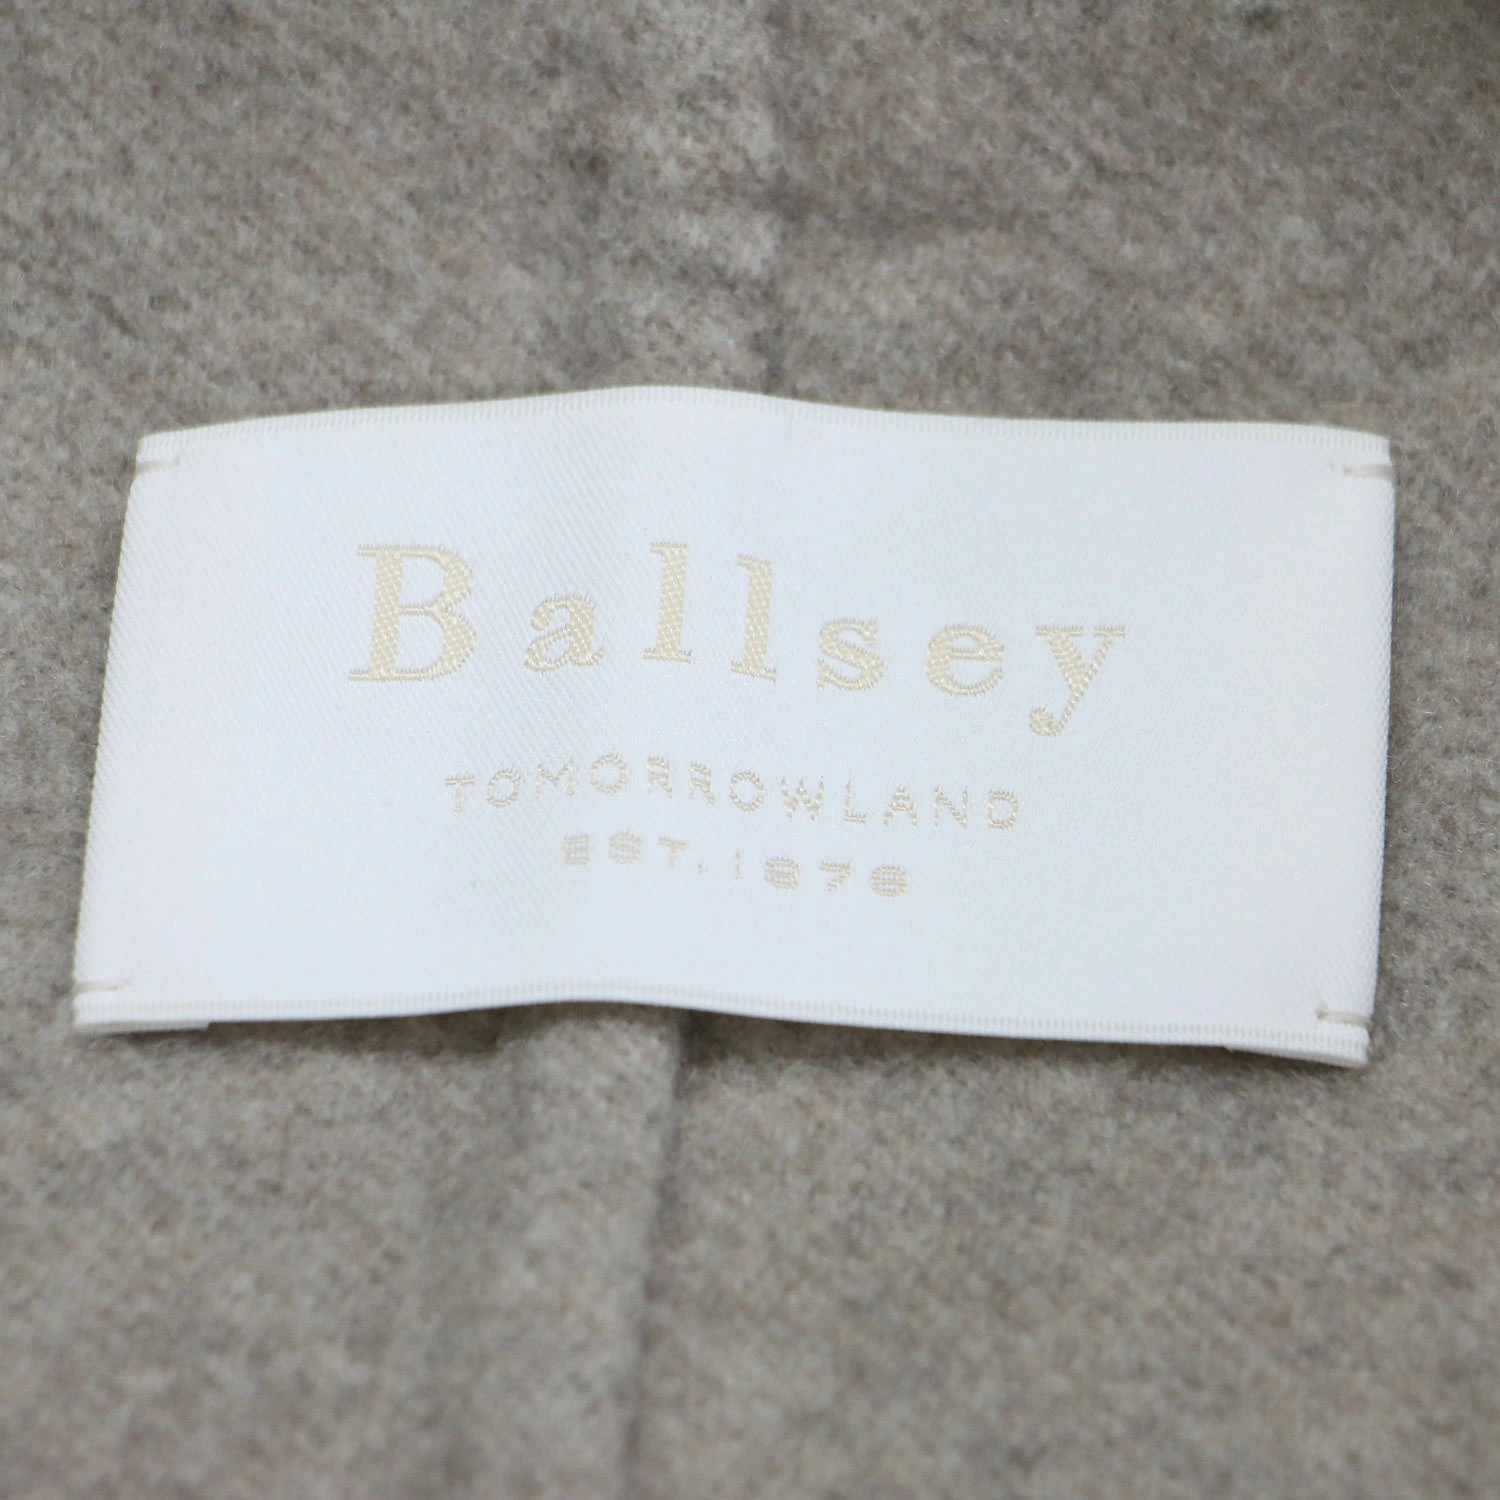 Ballsey
TOMORROWLAND
EST. 1978